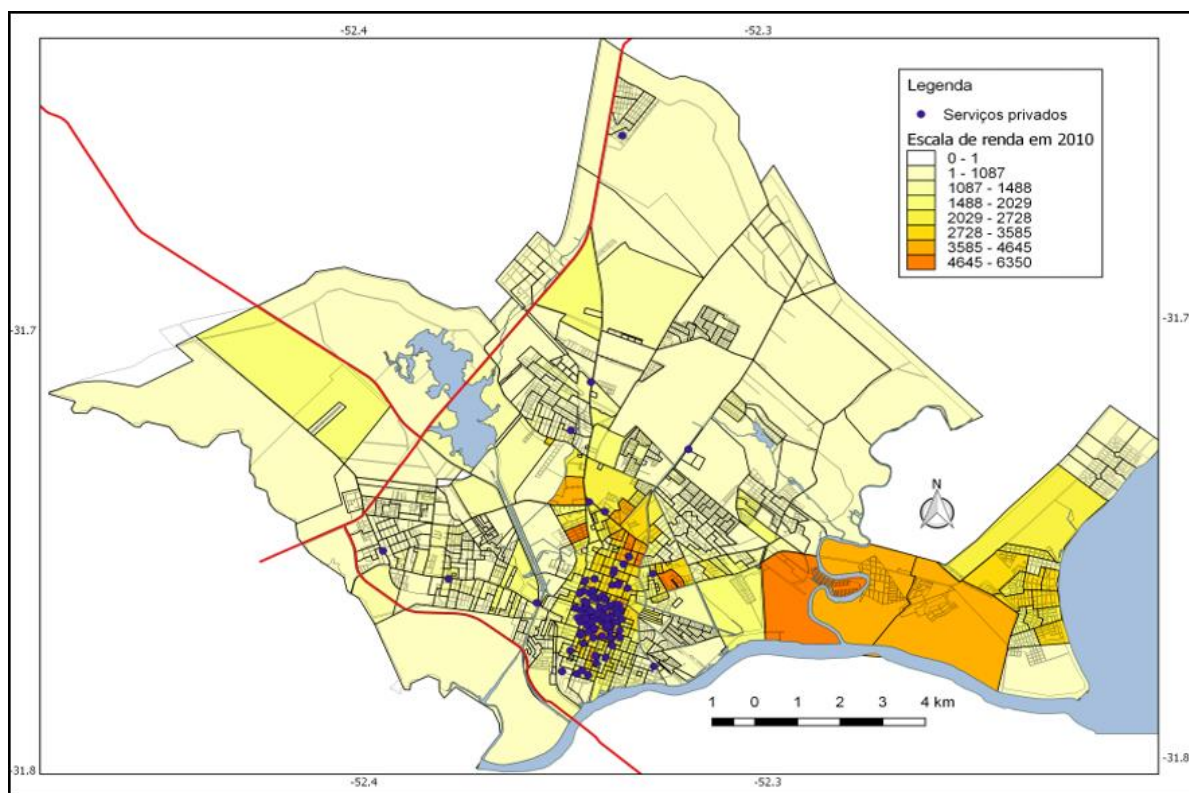 -52.4
-52.3
Legenda
Serviços privados
Escala de renda em 2010
0 - 1
1 - 1087
1087 - 1488
1488 - 2029
2029 - 2728
2728 - 3585
3585 - 4645
4645 - 6350
-31.7
-31.7
N
1 0 1 2 3 4 km
-31.8
-31.8
-52.4
-52.3